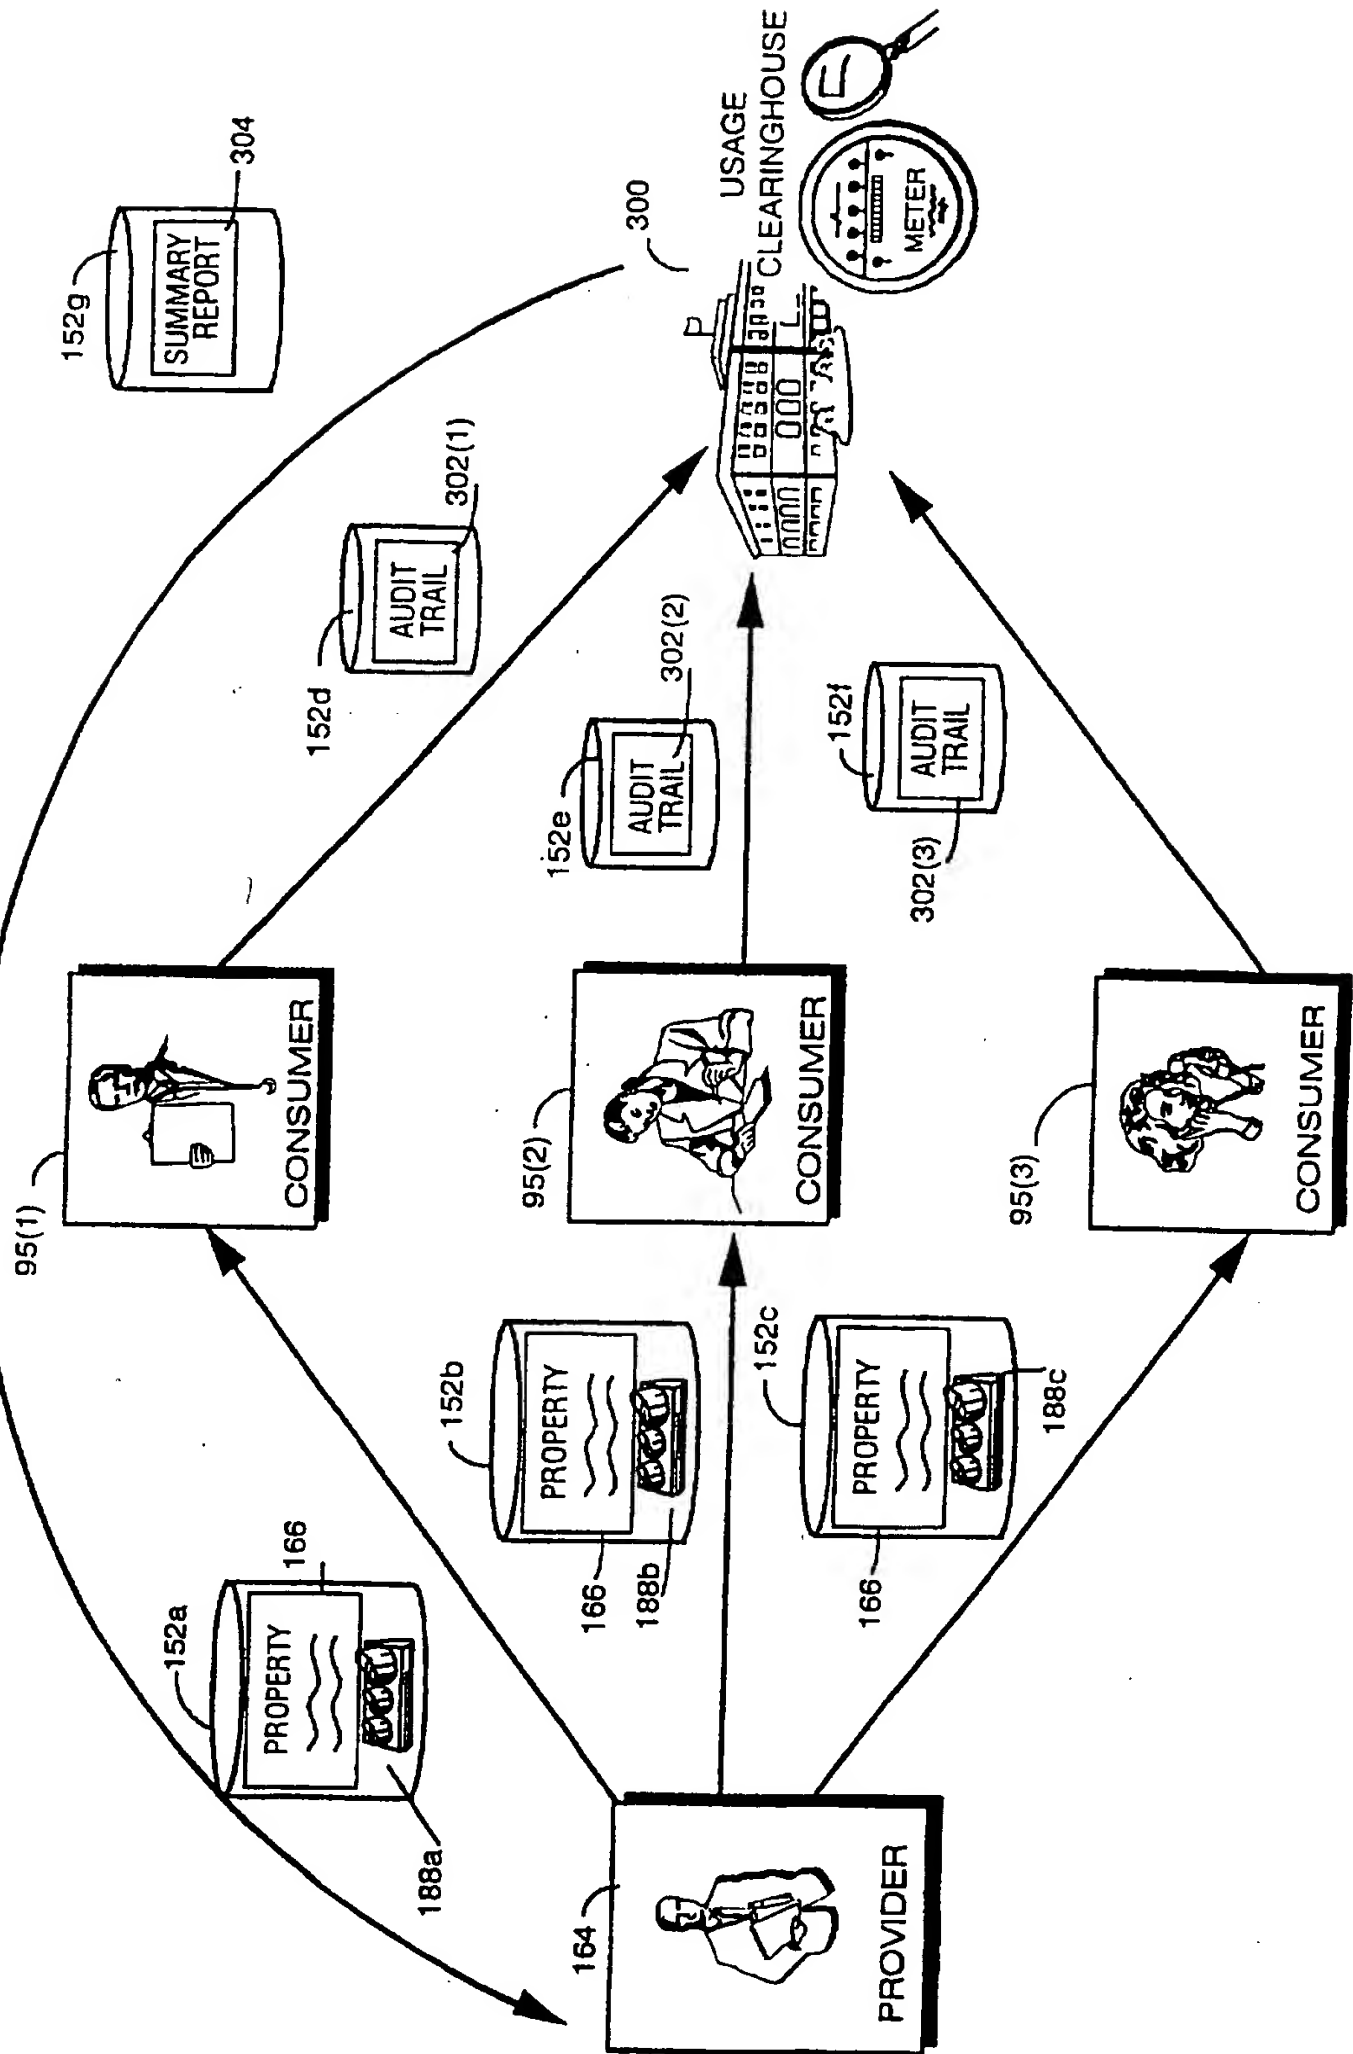 152g
SUMMARY
REPORT
304
300
USAGE
CLEARINGHOUSE
METER
152d
AUDIT
TRAIL
302(1)
152e
AUDIT
TRAIL
302(2)
152f
AUDIT
TRAIL
302(3)
95(1)
CONSUMER
95(2)
CONSUMER
95(3)
CONSUMER
152a
PROPERTY
166
188a
152b
PROPERTY
166
188b
152c
PROPERTY
166
188c
164
PROVIDER